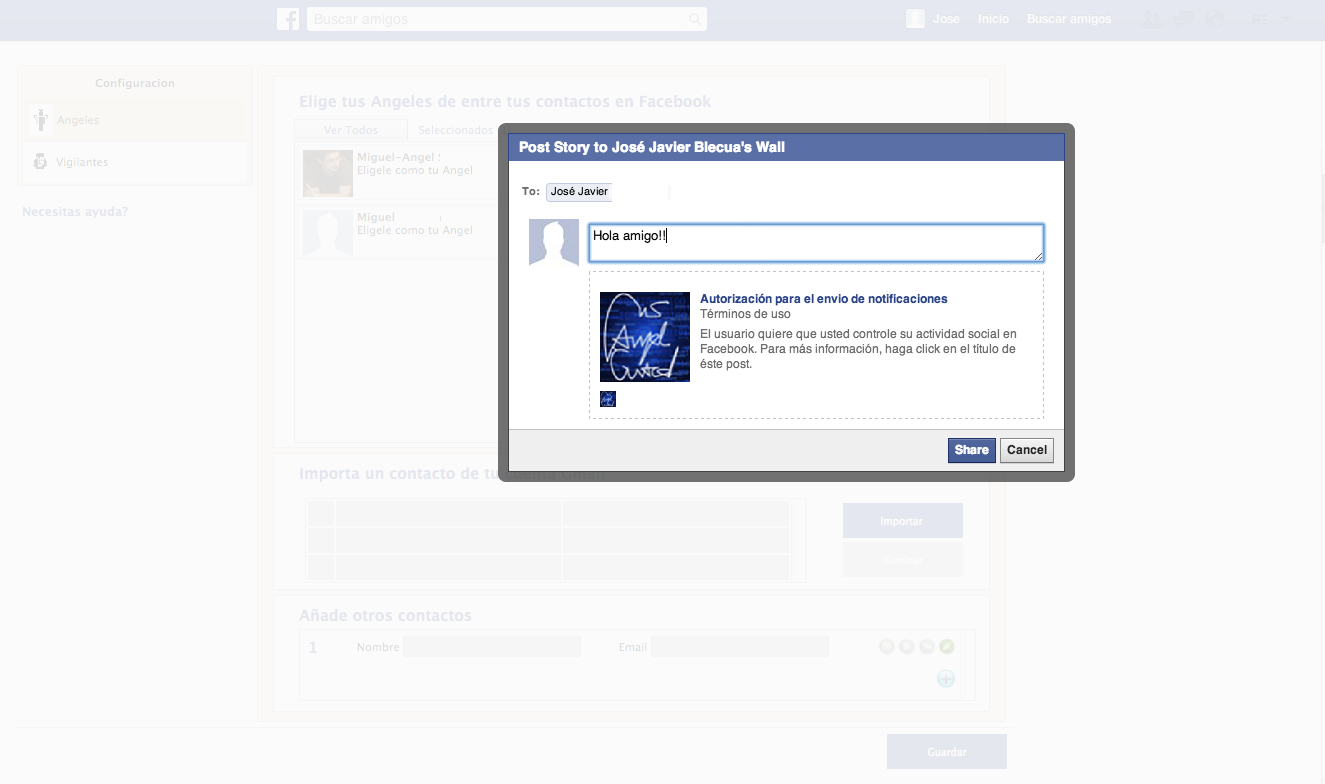 Buscar amigos
Jose Inicio Buscar amigos
Configuracion
Angeles
Vigilantes
Necesitas ayuda?
Elige tus Angeles de entre tus contactos en Facebook
Ver Todos Seleccionados
Miguel-Angel
Eligele como tu Angel
Miguel
Eligele como tu Angel
Post Story to José Javier Blecua's Wall
To: José Javier
Hola amigo!!
Autorización para el envio de notificaciones
Términos de uso
El usuario quiere que usted controle su actividad social en
Facebook. Para más información, haga click en el título de
éste post.
Share Cancel
Importa un contacto de tu cuenta Gmail
Importar
Añade otros contactos
1 Nombre Email
Guardar